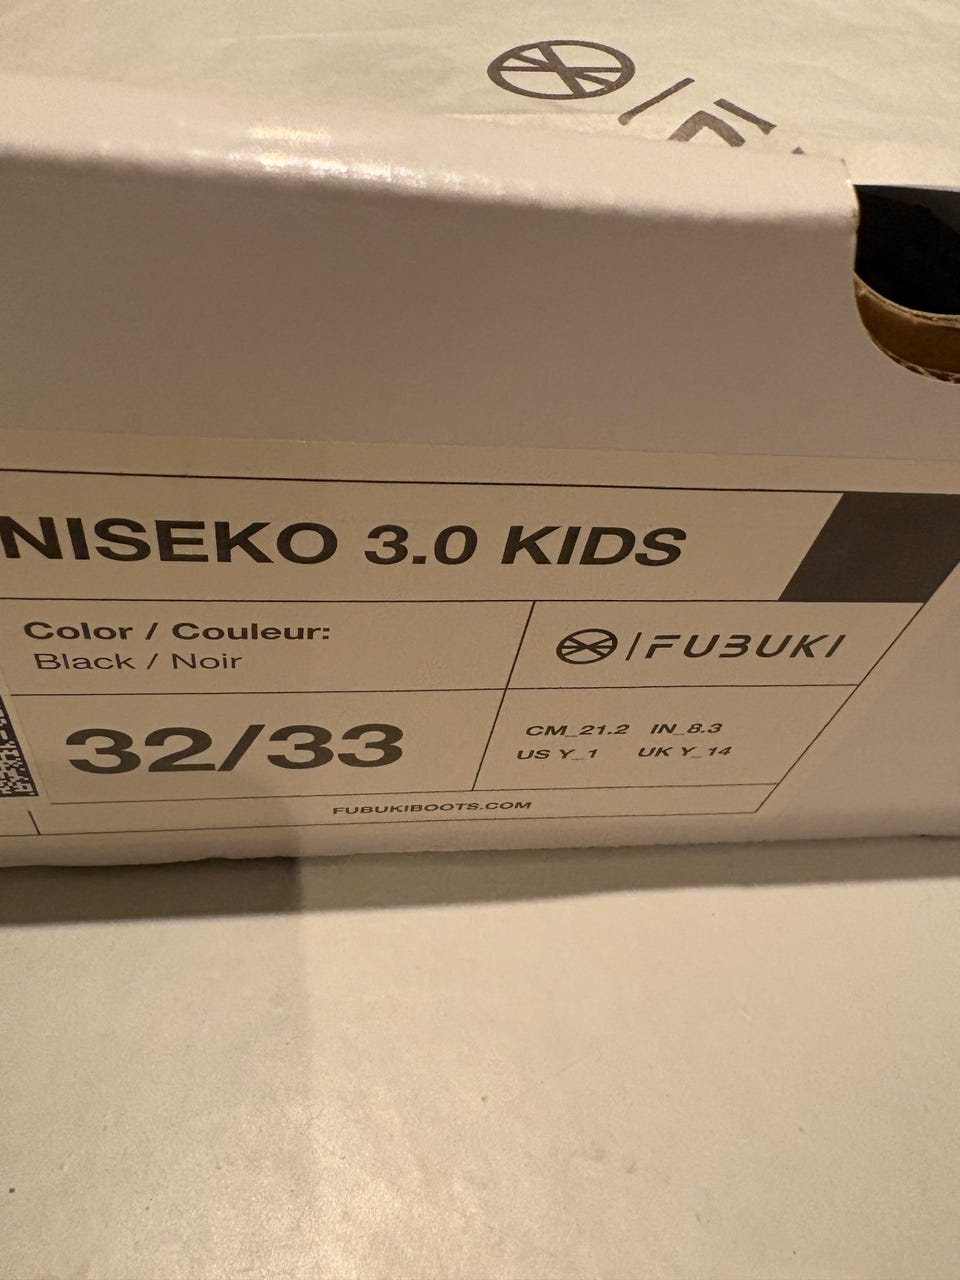 NISEKO 3.0 KIDS
Color / Couleur:
Black / Noir
| FUBUKI
32/33
CM_21.2 IN_8.3
US Y_1 UK Y_14
FUBUKIBOOTS.COM